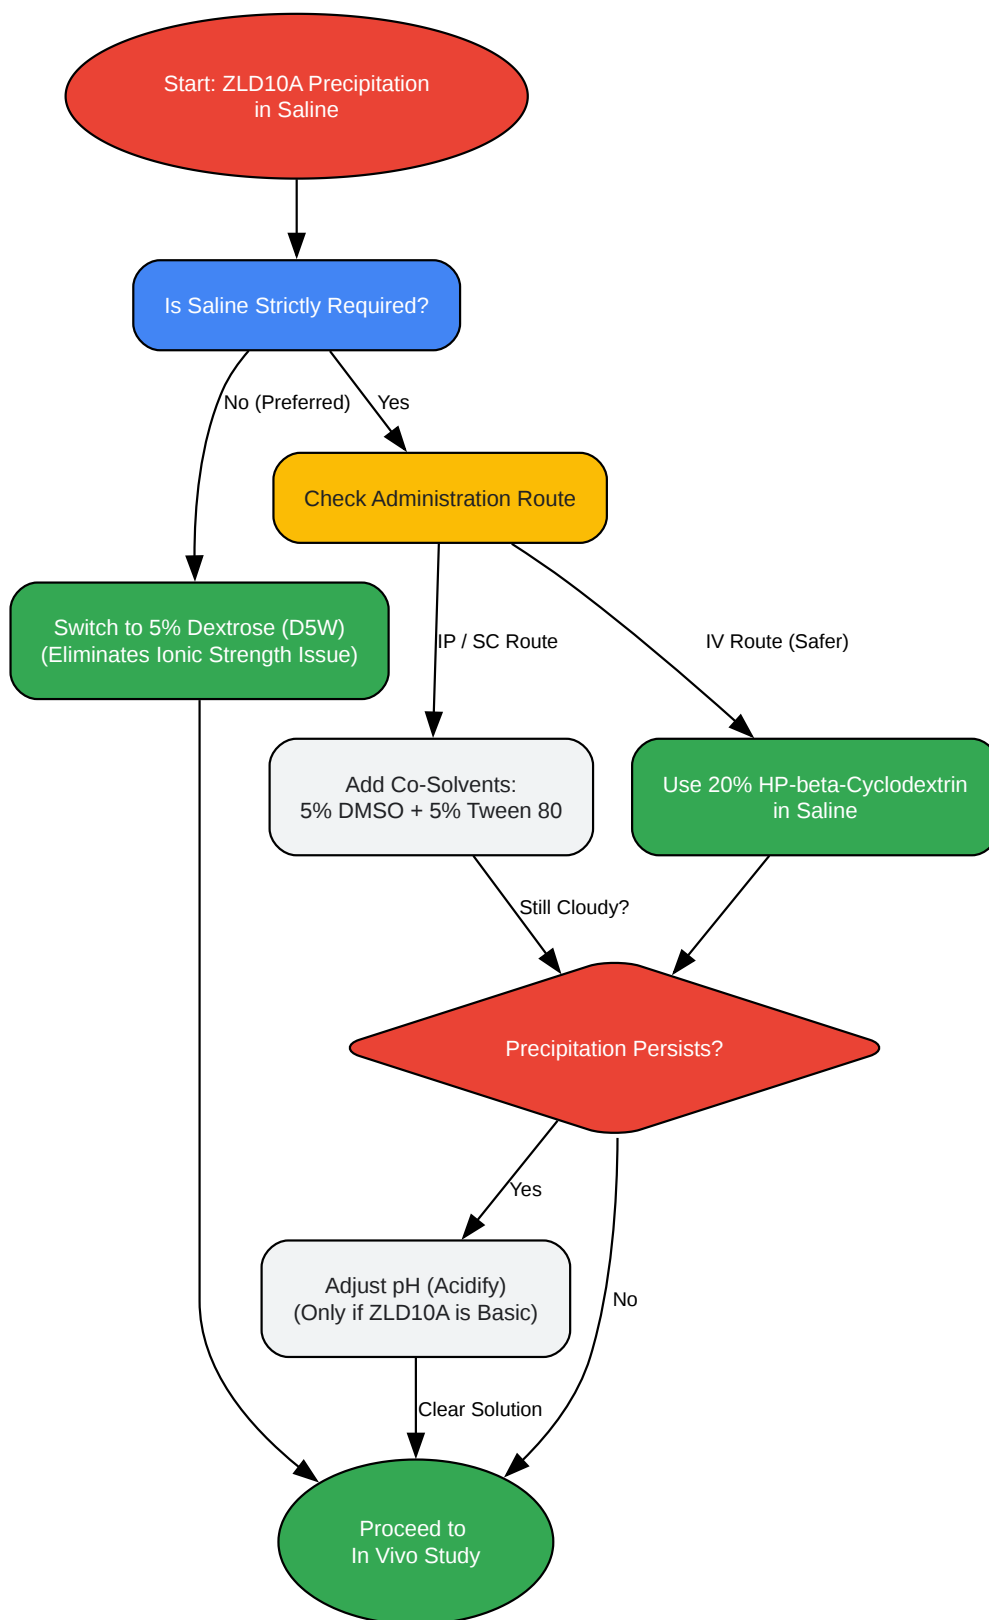 Start: ZLD10A Precipitation
in Saline
Is Saline Strictly Required?
No (Preferred)
Yes
Check Administration Route
Switch to 5% Dextrose (D5W)
(Eliminates Ionic Strength Issue)
IP / SC Route
IV Route (Safer)
Add Co-Solvents:
5% DMSO + 5% Tween 80
Use 20% HP-beta-Cyclodextrin
in Saline
Still Cloudy?
Precipitation Persists?
Yes
Adjust pH (Acidify)
(Only if ZLD10A is Basic)
No
Clear Solution
Proceed to
In Vivo Study